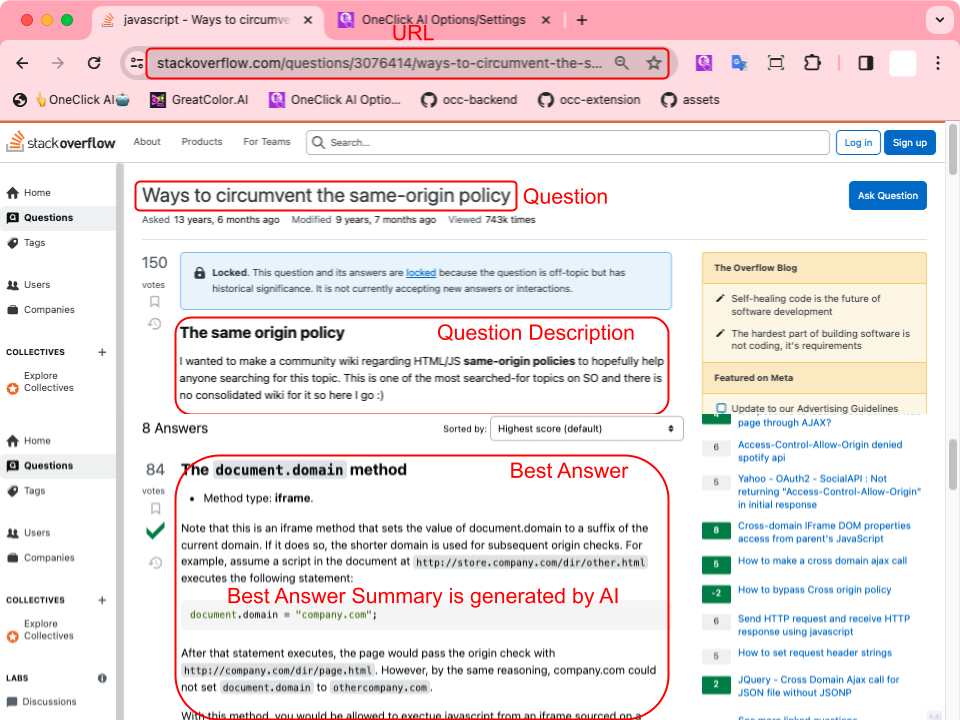 javascript - Ways to circumve
OneClick AI Options/Settings
URL
stackoverflow.com/questions/3076414/ways-to-circumvent-the-s...
OneClick AI
GreatColor.AI
OneClick AI Optio...
occ-backend
occ-extension
assets
stackoverflow
About
Products
For Teams
Search...
Log in
Sign up
Home
Questions
Tags
Users
Companies
COLLECTIVES
+
Explore
Collectives
Ways to circumvent the same-origin policy
Question
Ask Question
Asked 13 years, 6 months ago Modified 9 years, 7 months ago Viewed 743k times
150
votes
Locked. This question and its answers are locked because the question is off-topic but has
historical significance. It is not currently accepting new answers or interactions.
The same origin policy
Question Description
I wanted to make a community wiki regarding HTML/JS same-origin policies to hopefully help
anyone searching for this topic. This is one of the most searched-for topics on SO and there is
no consolidated wiki for it so here I go :)
The Overflow Blog
Self-healing code is the future of
software development
The hardest part of building software is
not coding, it's requirements
Featured on Meta
Update to our Advertising Guidelines
Home
Questions
Tags
Users
Companies
COLLECTIVES
+
Explore
Collectives
LABS
Discussions
8 Answers
Sorted by:
Highest score (default)
84
votes
The document.domain method
Best Answer
• Method type: iframe.
Note that this is an iframe method that sets the value of document.domain to a suffix of the
current domain. If it does so, the shorter domain is used for subsequent origin checks. For
example, assume a script in the document at http://store.company.com/dir/other.html
executes the following statement:
Best Answer Summary is generated by AI
document.domain = "company.com";
After that statement executes, the page would pass the origin check with
http://company.com/dir/page.html. However, by the same reasoning, company.com could
not set document.domain to othercompany.com.
With this method, you would be allowed to exectue javascript from an iframe sourced on a
4
page through AJAX?
6
Access-Control-Allow-Origin denied
spotify api
5
Yahoo - OAuth2 - SocialAPI : Not
returning "Access-Control-Allow-Origin"
in initial response
8
Cross-domain IFrame DOM properties
access from parent's JavaScript
5
How to make a cross domain ajax call
-2
How to bypass Cross origin policy
6
Send HTTP request and receive HTTP
response using javascript
5
How to set request header strings
2
JQuery - Cross Domain Ajax call for
JSON file without JSONP
See more linked questions